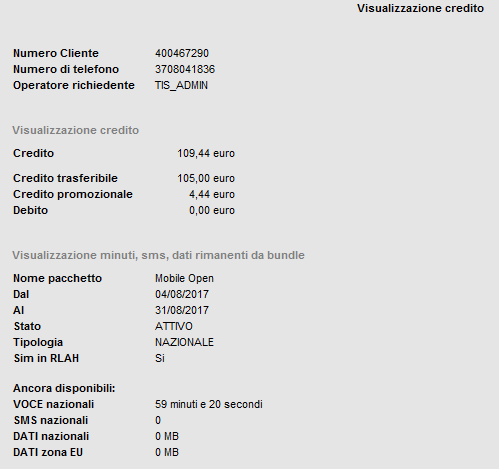 Visualizzazione credito
Numero Cliente 400467290
Numero di telefono 3708041836
Operatore richiedente TIS_ADMIN
Visualizzazione credito
Credito 109,44 euro
Credito trasferibile 105,00 euro
Credito promozionale 4,44 euro
Debito 0,00 euro
Visualizzazione minuti, sms, dati rimanenti da bundle
Nome pacchetto Mobile Open
Dal 04/08/2017
Al 31/08/2017
Stato ATTIVO
Tipologia NAZIONALE
Sim in RLAH Si
Ancora disponibili:
VOCE nazionali 59 minuti e 20 secondi
SMS nazionali 0
DATI nazionali 0 MB
DATI zona EU 0 MB